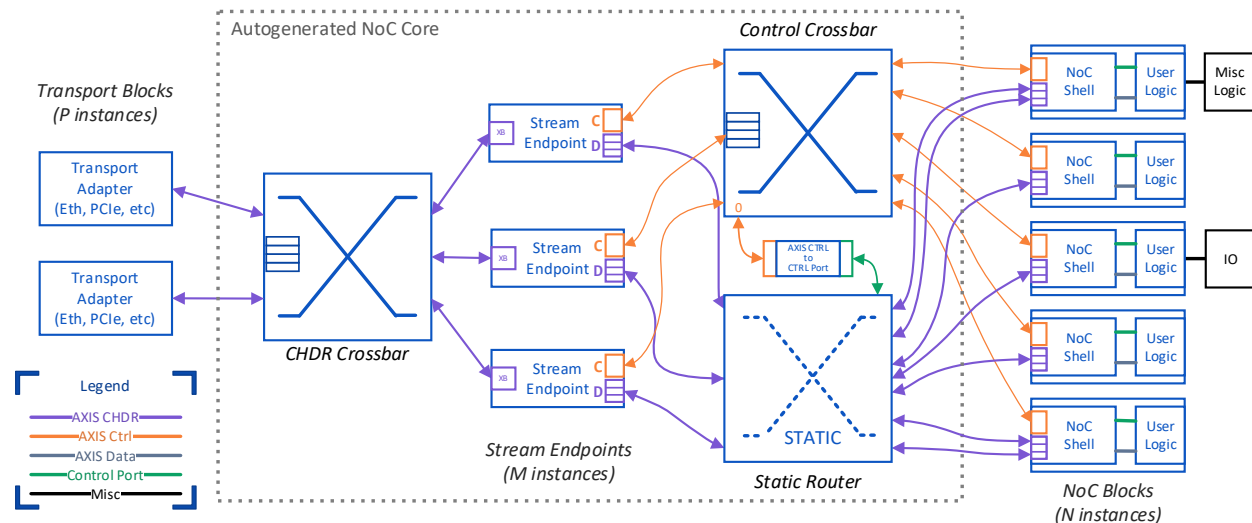 Autogenerated NoC Core
Control Crossbar
Transport Blocks
(P instances)
Transport
Adapter
(Eth, PCIe, etc)
Transport
Adapter
(Eth, PCIe, etc)
CHDR Crossbar
XB
Stream
Endpoint
C
D
XB
Stream
Endpoint
C
D
XB
Stream
Endpoint
C
D
Stream Endpoints
(M instances)
0
AXIS CTRL
to
CTRL Port
STATIC
Static Router
NoC
Shell
User
Logic
Misc
Logic
NoC
Shell
User
Logic
NoC
Shell
User
Logic
IO
NoC
Shell
User
Logic
NoC
Shell
User
Logic
NoC Blocks
(N instances)
Legend
AXIS CHDR
AXIS Ctrl
AXIS Data
Control Port
Misc